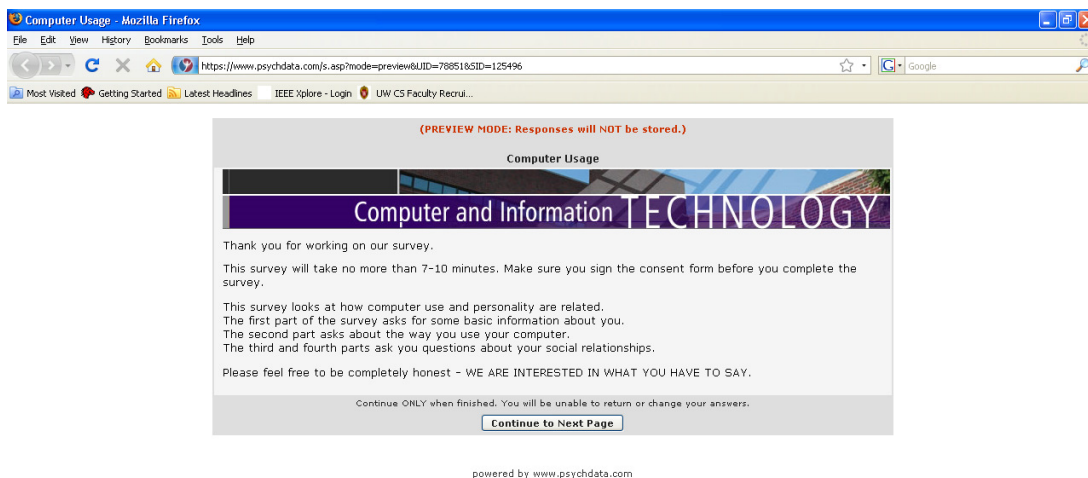 Computer Usage - Mozilla Firefox
File Edit View History Bookmarks Tools Help
https://www.psychdata.com/s.asp?mode=preview&UID=78851&SID=125496
Google
Most Visited Getting Started Latest Headlines IEEE Xplore - Login UW CS Faculty Recrui...
(PREVIEW MODE: Responses will NOT be stored.)
Computer Usage
Computer and Information TECHNOLOGY
Thank you for working on our survey.
This survey will take no more than 7-10 minutes. Make sure you sign the consent form before you complete the
survey.
This survey looks at how computer use and personality are related.
The first part of the survey asks for some basic information about you.
The second part asks about the way you use your computer.
The third and fourth parts ask you questions about your social relationships.
Please feel free to be completely honest - WE ARE INTERESTED IN WHAT YOU HAVE TO SAY.
Continue ONLY when finished. You will be unable to return or change your answers.
Continue to Next Page
powered by www.psychdata.com